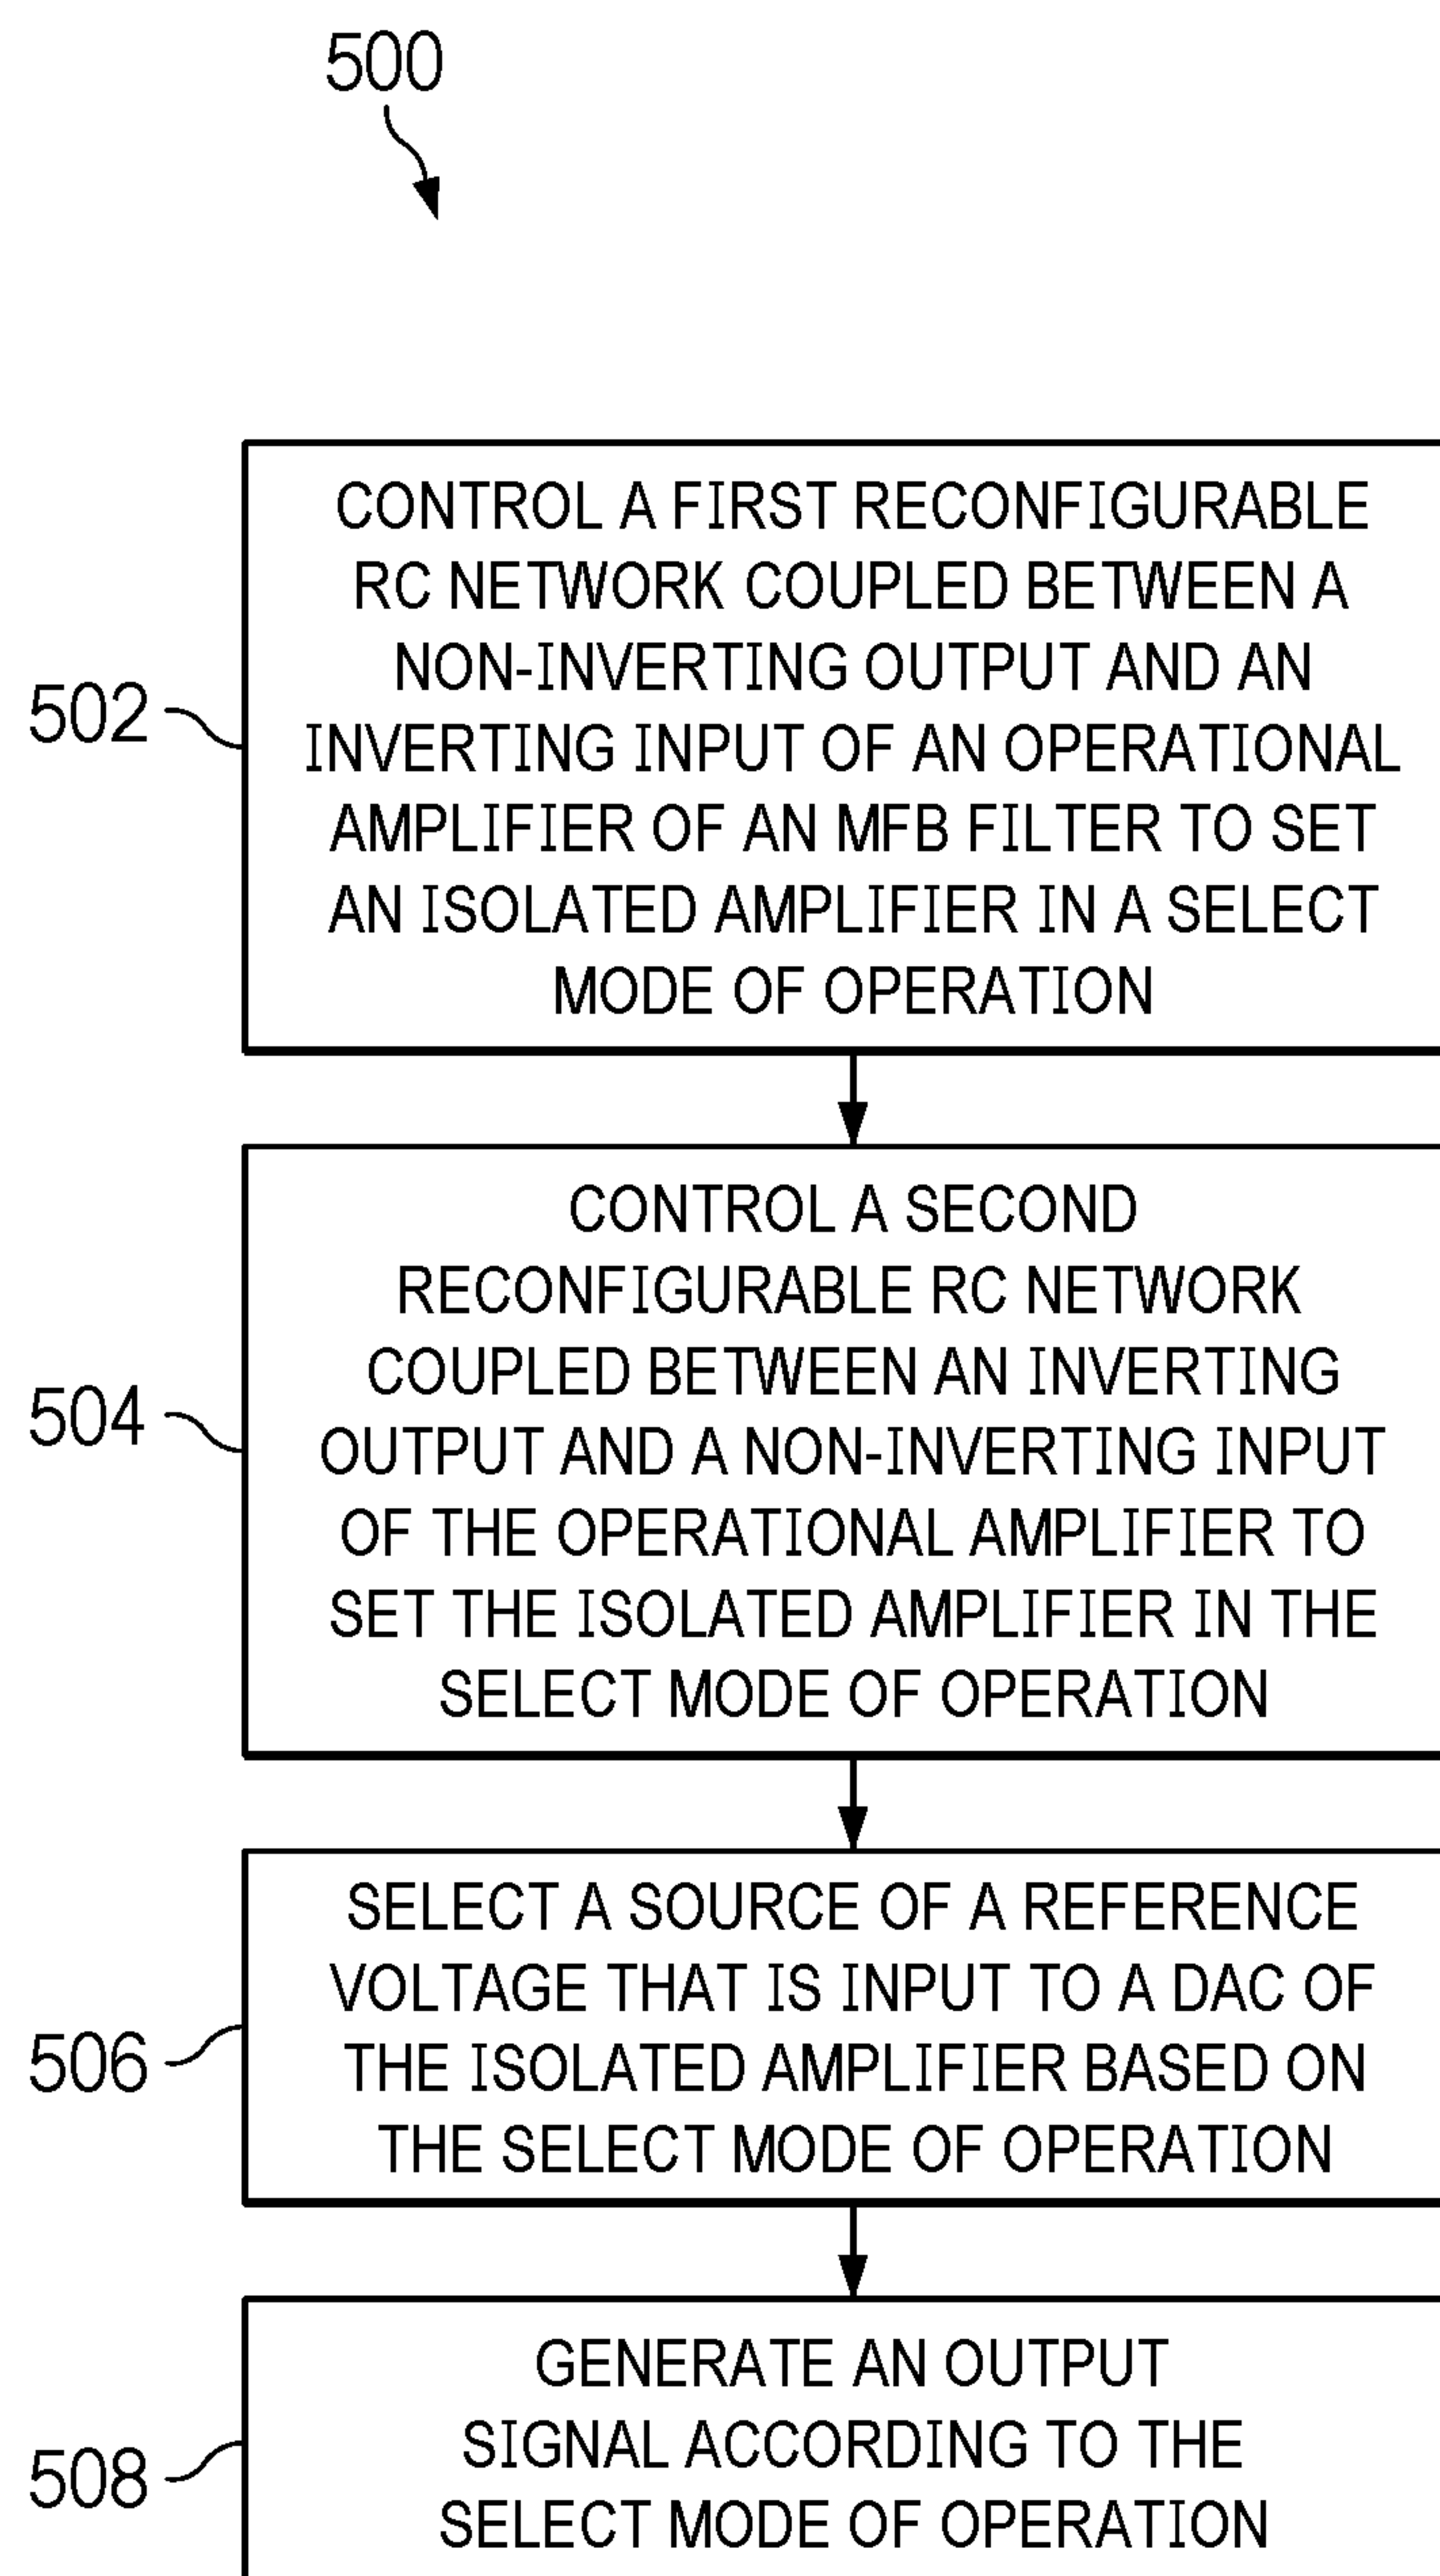 500
502
CONTROL A FIRST RECONFIGURABLE
RC NETWORK COUPLED BETWEEN A
NON-INVERTING OUTPUT AND AN
INVERTING INPUT OF AN OPERATIONAL
AMPLIFIER OF AN MFB FILTER TO SET
AN ISOLATED AMPLIFIER IN A SELECT
MODE OF OPERATION
504
CONTROL A SECOND
RECONFIGURABLE RC NETWORK
COUPLED BETWEEN AN INVERTING
OUTPUT AND A NON-INVERTING INPUT
OF THE OPERATIONAL AMPLIFIER TO
SET THE ISOLATED AMPLIFIER IN THE
SELECT MODE OF OPERATION
506
SELECT A SOURCE OF A REFERENCE
VOLTAGE THAT IS INPUT TO A DAC OF
THE ISOLATED AMPLIFIER BASED ON
THE SELECT MODE OF OPERATION
508
GENERATE AN OUTPUT
SIGNAL ACCORDING TO THE
SELECT MODE OF OPERATION